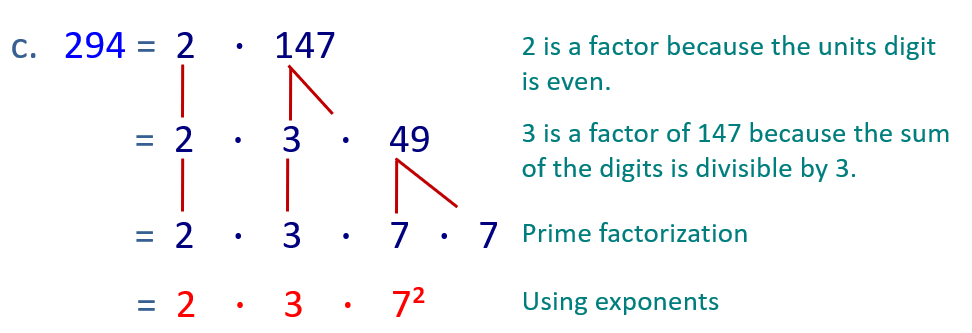 c. 294 = 2 · 147 2 is a factor because the units digit
is even.
= 2 · 3 · 49 3 is a factor of 147 because the sum
of the digits is divisible by 3.
= 2 · 3 · 7 · 7 Prime factorization
= 2 · 3 · 7² Using exponents